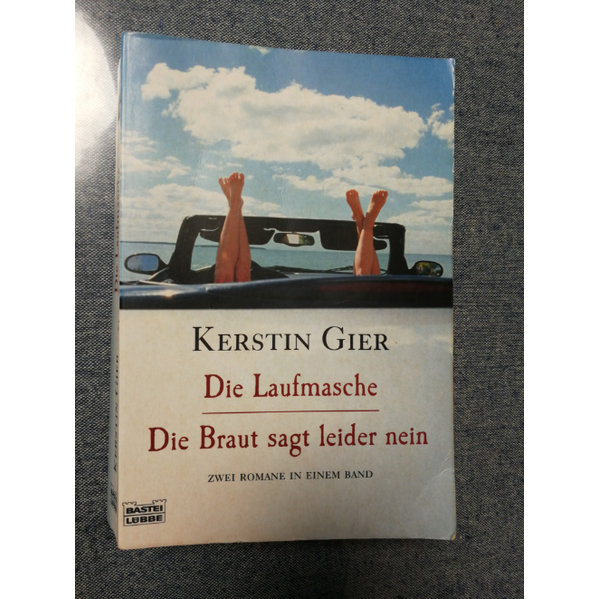 KERSTIN GIER
Die Laufmasche
Die Braut sagt leider nein
ZWEI ROMANE IN EINEM BAND
BASTEI
LÜBBE